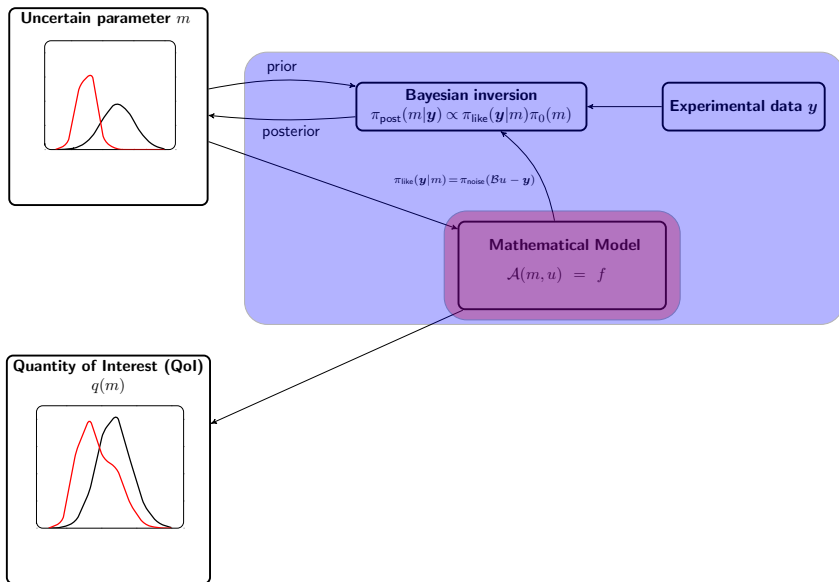 Uncertain parameter m
prior
Bayesian inversion
π_post(m|y) ∝ π_like(y|m)π_0(m)
Experimental data y
posterior
π_like(y|m) = π_noise(ℬu − y)
Mathematical Model
𝒜(m, u) = f
Quantity of Interest (QoI)
q(m)